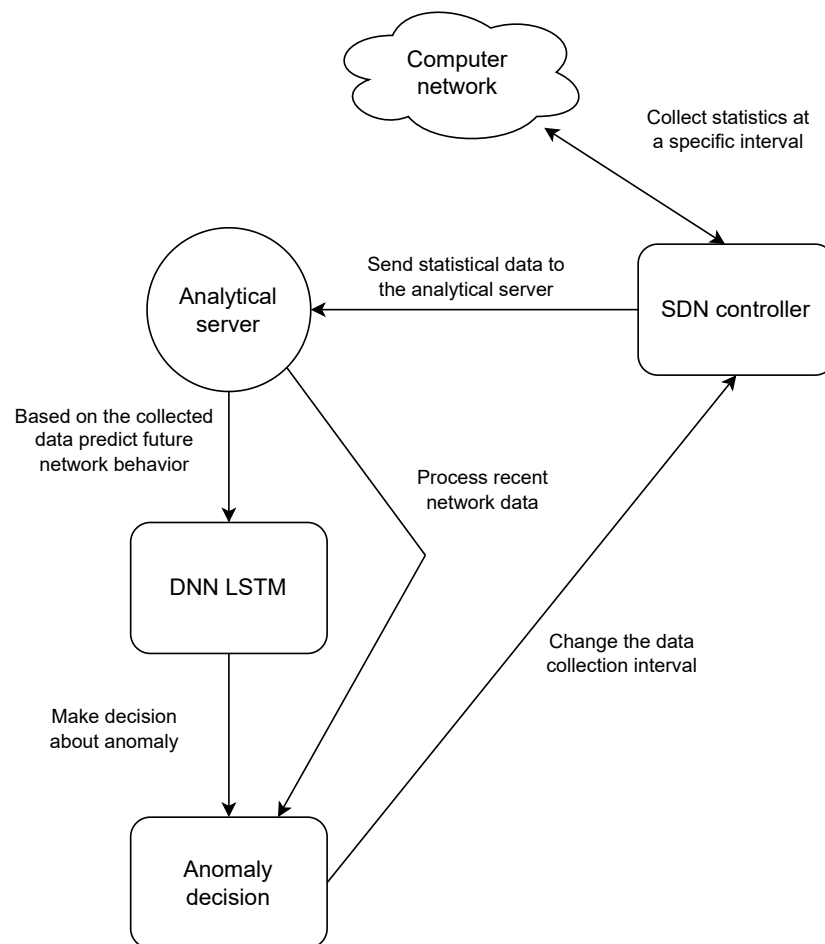 Computer
network
Collect statistics at
a specific interval
Send statistical data to
the analytical server
Analytical
server
SDN controller
Based on the collected
data predict future
network behavior
Process recent
network data
DNN LSTM
Change the data
collection interval
Make decision
about anomaly
Anomaly
decision